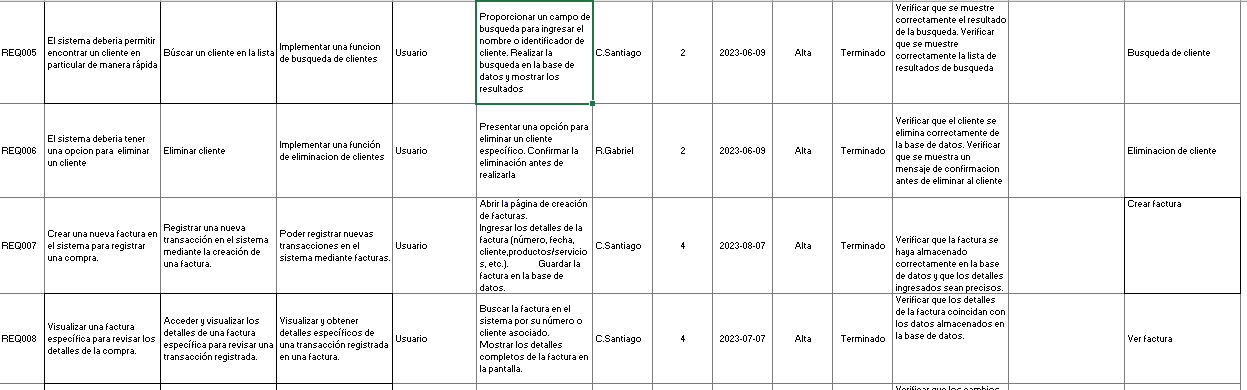 REQ005
El sistema deberia permitir
encontrar un cliente en
particular de manera rápida
Búscar un cliente en la lista
Implementar una funcion
de busqueda de clientes
Usuario
Proporcionar un campo de
busqueda para ingresar el
nombre o identificador de
cliente. Realizar la
busqueda en la base de
datos y mostrar los
resultados
C.Santiago
2
2023-06-09
Alta
Terminado
Verificar que se muestre
correctamente el resultado
de la busqueda. Verificar
que se muestre
correctamente la lista de
resultados de busqueda
Busqueda de cliente
REQ006
El sistema deberia tener
una opcion para eliminar
un cliente
Eliminar cliente
Implementar una función
de eliminacion de clientes
Usuario
Presentar una opción para
eliminar un cliente
específico. Confirmar la
eliminación antes de
realizarla
R.Gabriel
2
2023-06-09
Alta
Terminado
Verificar que el cliente se
elimina correctamente de
la base de datos. Verificar
que se muestra un
mensaje de confirmacion
antes de eliminar al cliente
Eliminacion de cliente
REQ007
Crear una nueva factura en
el sistema para registrar
una compra.
Registrar una nueva
transacción en el sistema
mediante la creación de
una factura.
Poder registrar nuevas
transacciones en el
sistema mediante facturas.
Usuario
Abrir la página de creación
de facturas.
Ingresar los detalles de la
factura (número, fecha,
cliente,productos/servicio
s, etc.). Guardar la
factura en la base de
datos.
C.Santiago
4
2023-08-07
Alta
Terminado
Verificar que la factura se
haya almacenado
correctamente en la base
de datos y que los detalles
ingresados sean precisos.
Crear factura
REQ008
Visualizar una factura
específica para revisar los
detalles de la compra.
Acceder y visualizar los
detalles de una factura
específica para revisar una
transacción registrada.
Visualizar y obtener
detalles específicos de
una transacción registrada
en una factura.
Usuario
Buscar la factura en el
sistema por su número o
cliente asociado.
Mostrar los detalles
completos de la factura en
la pantalla.
C.Santiago
4
2023-07-07
Alta
Terminado
Verificar que los detalles
de la factura coincidan con
los datos almacenados en
la base de datos.
Ver factura
Verificar que los cambios